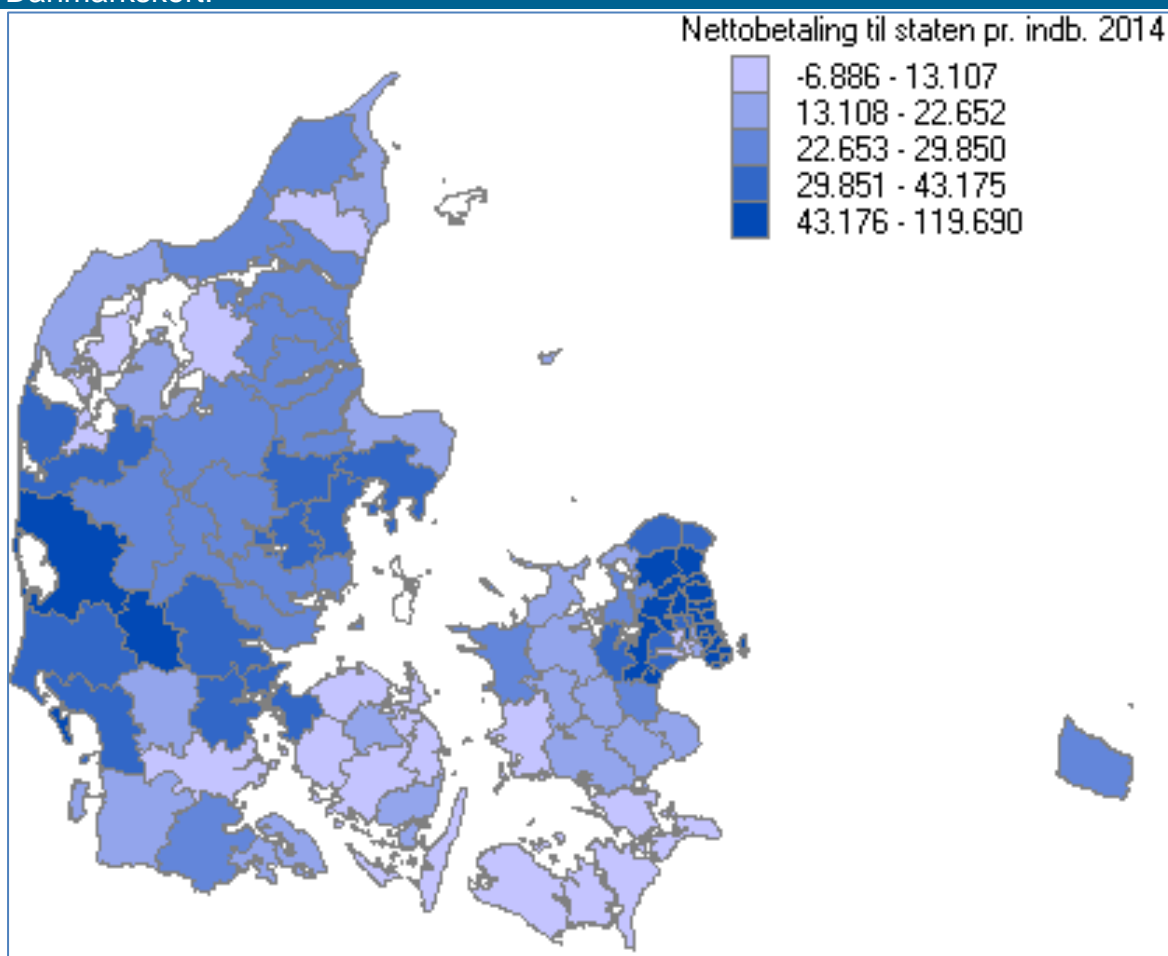 Danmarkskort:
Nettobetaling til staten pr. indb. 2014
-6.886 - 13.107
13.108 - 22.652
22.653 - 29.850
29.851 - 43.175
43.176 - 119.690